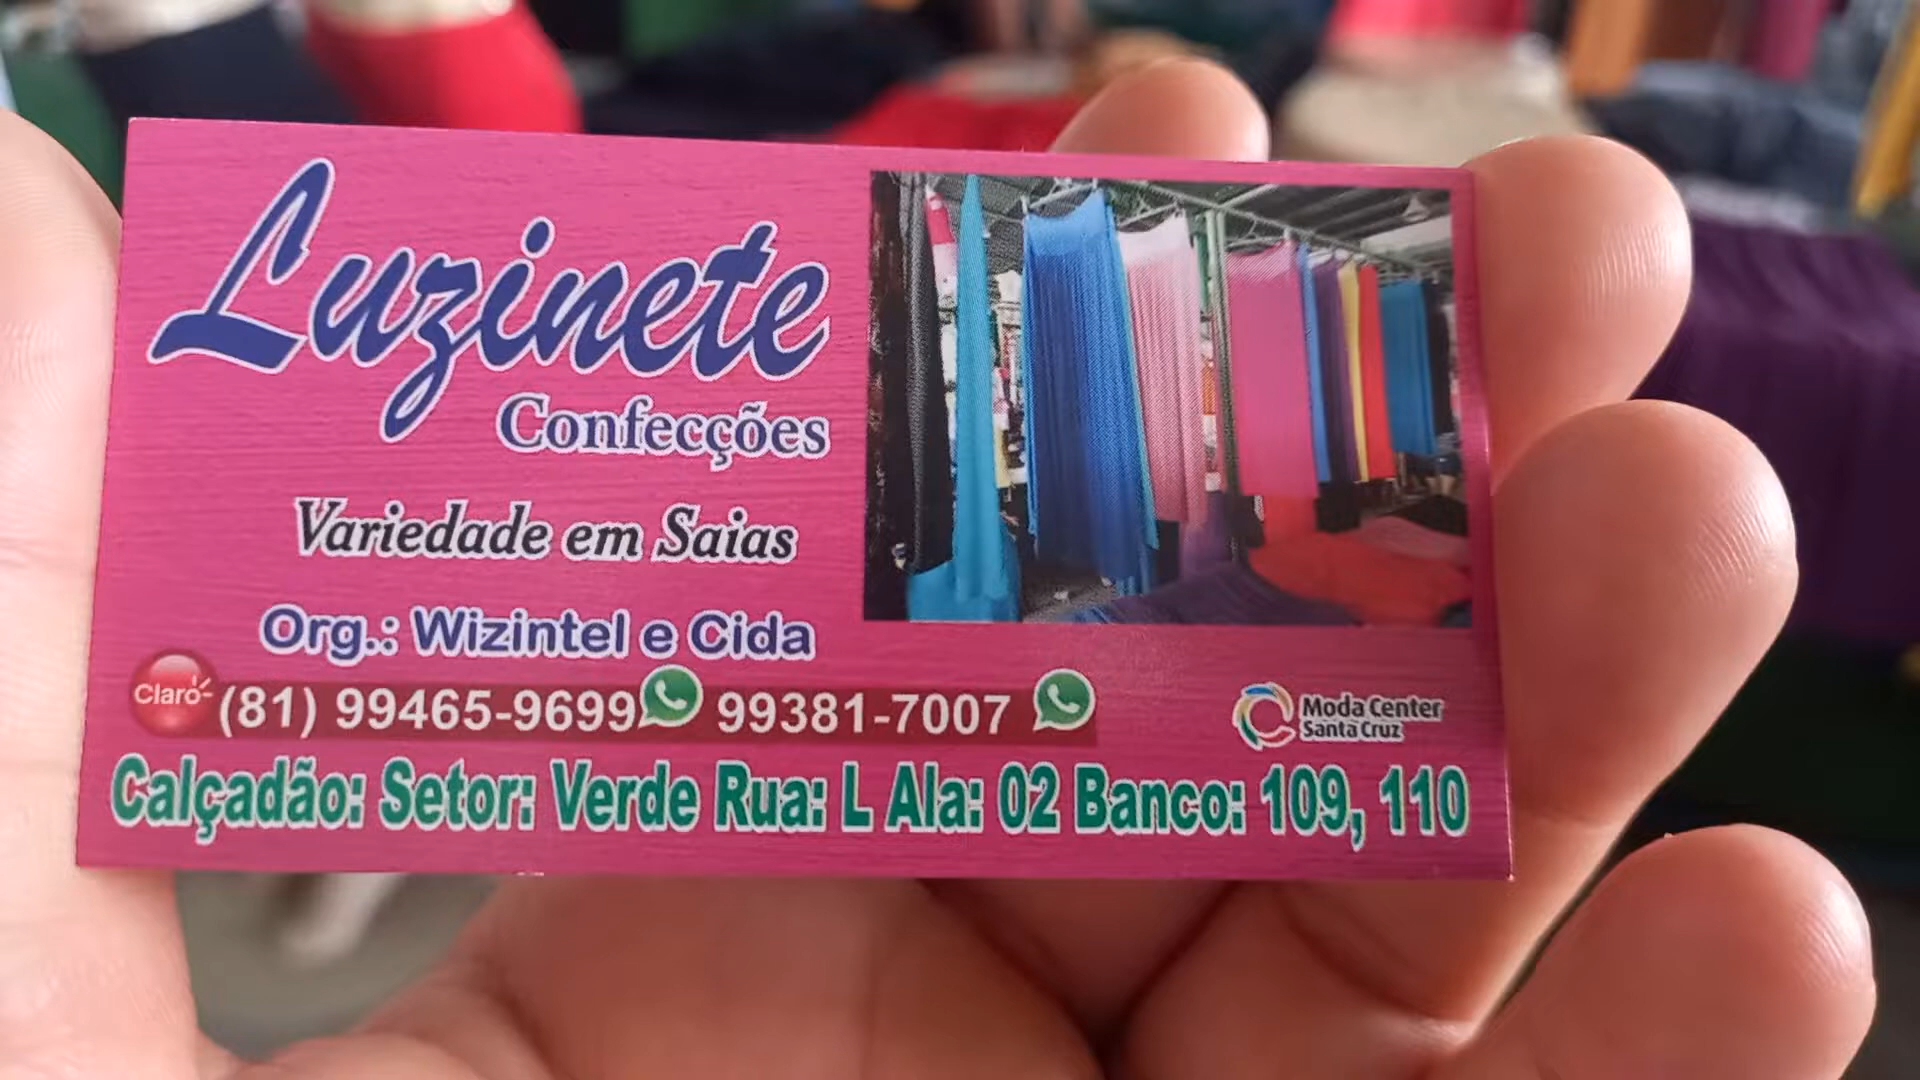 Luzinete
Confecções
Variedade em Saias
Org.: Wizintel e Cida
Claro (81) 99465-9699 99381-7007
Moda Center
Santa Cruz
Calçadão: Setor: Verde Rua: L Ala: 02 Banco: 109, 110